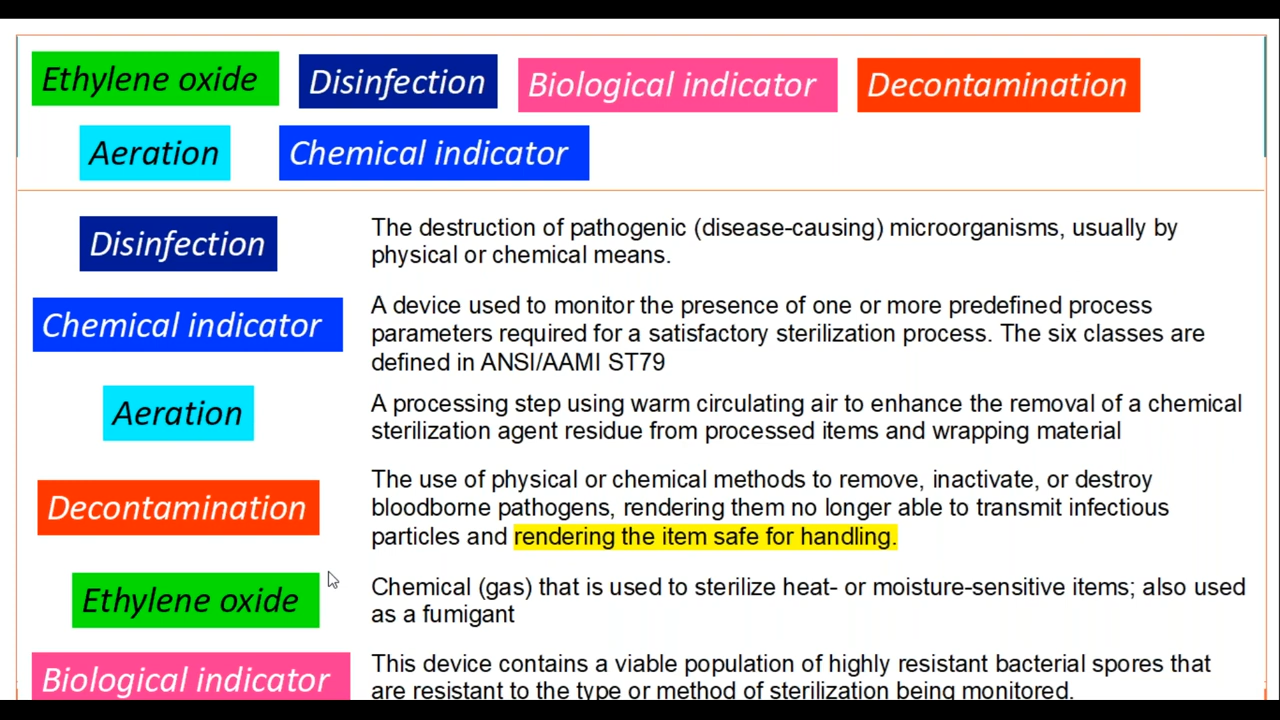 Ethylene oxide Disinfection Biological indicator Decontamination
Aeration Chemical indicator
Disinfection
The destruction of pathogenic (disease-causing) microorganisms, usually by
physical or chemical means.
Chemical indicator
A device used to monitor the presence of one or more predefined process
parameters required for a satisfactory sterilization process. The six classes are
defined in ANSI/AAMI ST79
Aeration
A processing step using warm circulating air to enhance the removal of a chemical
sterilization agent residue from processed items and wrapping material
Decontamination
The use of physical or chemical methods to remove, inactivate, or destroy
bloodborne pathogens, rendering them no longer able to transmit infectious
particles and rendering the item safe for handling.
Ethylene oxide
Chemical (gas) that is used to sterilize heat- or moisture-sensitive items; also used
as a fumigant
Biological indicator
This device contains a viable population of highly resistant bacterial spores that
are resistant to the type or method of sterilization being monitored.